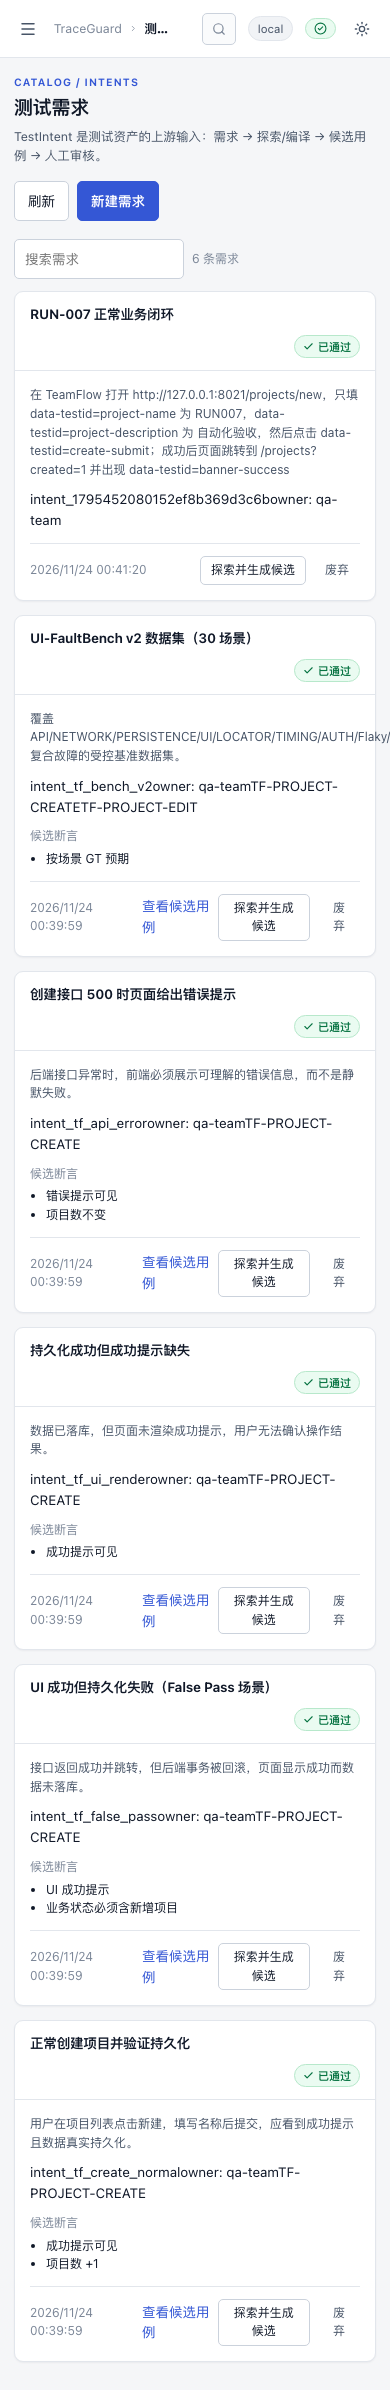 TraceGuard › 测试... local
CATALOG / INTENTS
测试需求
TestIntent 是测试资产的上游输入：需求 → 探索/编译 → 候选用
例 → 人工审核。
刷新 新建需求
搜索需求 6 条需求
RUN-007 正常业务闭环
已通过
在 TeamFlow 打开 http://127.0.0.1:8021/projects/new，只填
data-testid=project-name 为 RUN007，data-
testid=project-description 为 自动化验收，然后点击 data-
testid=create-submit；成功后页面跳转到 /projects?
created=1 并出现 data-testid=banner-success
intent_1795452080152ef8b369d3c6bowner: qa-
team
2026/11/24 00:41:20 探索并生成候选 废弃
UI-FaultBench v2 数据集（30 场景）
已通过
覆盖
API/NETWORK/PERSISTENCE/UI/LOCATOR/TIMING/AUTH/Flaky/
复合故障的受控基准数据集。
intent_tf_bench_v2owner: qa-teamTF-PROJECT-
CREATETF-PROJECT-EDIT
候选断言
• 按场景 GT 预期
2026/11/24 查看候选用 探索并生成 废
00:39:59 例 候选 弃
创建接口 500 时页面给出错误提示
已通过
后端接口异常时，前端必须展示可理解的错误信息，而不是静
默失败。
intent_tf_api_errorowner: qa-teamTF-PROJECT-
CREATE
候选断言
• 错误提示可见
• 项目数不变
2026/11/24 查看候选用 探索并生成 废
00:39:59 例 候选 弃
持久化成功但成功提示缺失
已通过
数据已落库，但页面未渲染成功提示，用户无法确认操作结
果。
intent_tf_ui_renderowner: qa-teamTF-PROJECT-
CREATE
候选断言
• 成功提示可见
2026/11/24 查看候选用 探索并生成 废
00:39:59 例 候选 弃
UI 成功但持久化失败（False Pass 场景）
已通过
接口返回成功并跳转，但后端事务被回滚，页面显示成功而数
据未落库。
intent_tf_false_passowner: qa-teamTF-PROJECT-
CREATE
候选断言
• UI 成功提示
• 业务状态必须含新增项目
2026/11/24 查看候选用 探索并生成 废
00:39:59 例 候选 弃
正常创建项目并验证持久化
已通过
用户在项目列表点击新建，填写名称后提交，应看到成功提示
且数据真实持久化。
intent_tf_create_normalowner: qa-teamTF-
PROJECT-CREATE
候选断言
• 成功提示可见
• 项目数 +1
2026/11/24 查看候选用 探索并生成 废
00:39:59 例 候选 弃